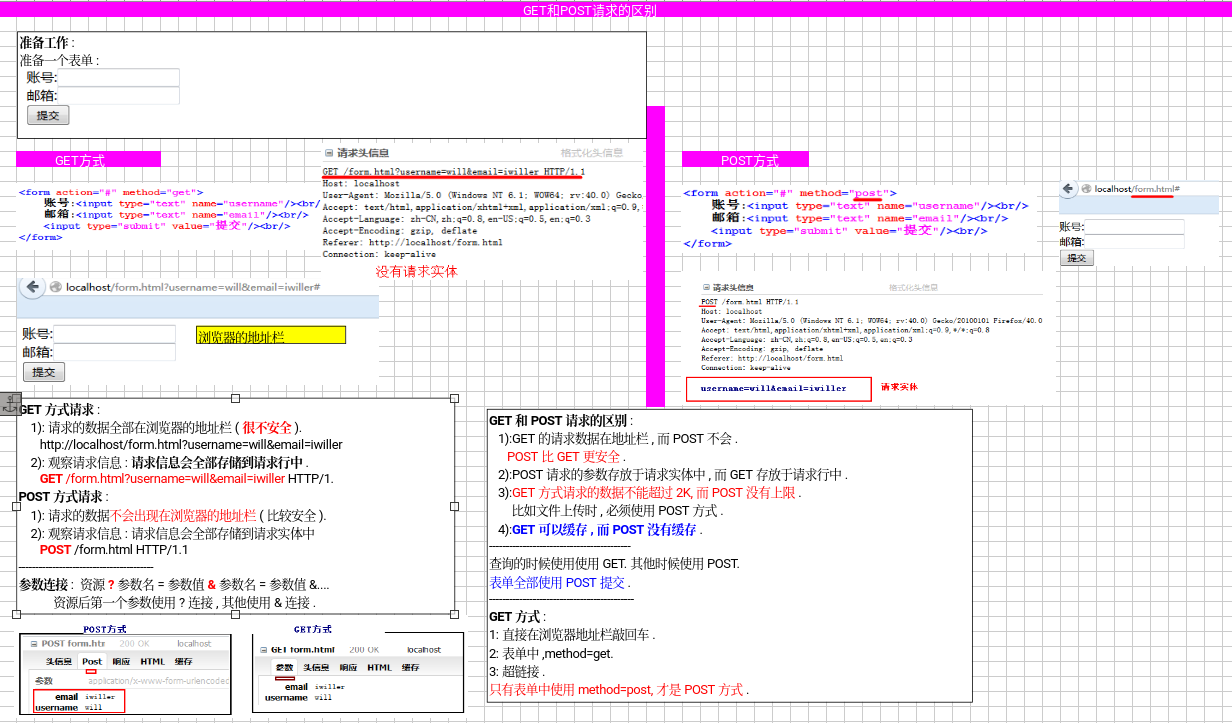 GET和POST请求的区别
准备工作 :
准备一个表单 :
账号:
邮箱:
提交
GET方式
<form action="#" method="get">
账号:<input type="text" name="username"/><br/>
邮箱:<input type="text" name="email"/><br/>
<input type="submit" value="提交"/><br/>
</form>
请求头信息 格式化头信息
GET /form.html?username=will&email=iwiller HTTP/1.1
Host: localhost
User-Agent: Mozilla/5.0 (Windows NT 6.1; WOW64; rv:40.0) Gecko
Accept: text/html,application/xhtml+xml,application/xml;q=0.9,
Accept-Language: zh-CN,zh;q=0.8,en-US;q=0.5,en;q=0.3
Accept-Encoding: gzip, deflate
Referer: http://localhost/form.html
Connection: keep-alive
没有请求实体
localhost/form.html?username=will&email=iwiller#
账号:
邮箱:
提交
浏览器的地址栏
POST方式
<form action="#" method="post">
账号:<input type="text" name="username"/><br/>
邮箱:<input type="text" name="email"/><br/>
<input type="submit" value="提交"/><br/>
</form>
localhost/form.html#
账号:
邮箱:
提交
请求头信息 格式化头信息
POST /form.html HTTP/1.1
Host: localhost
User-Agent: Mozilla/5.0 (Windows NT 6.1; WOW64; rv:40.0) Gecko/20100101 Firefox/40.0
Accept: text/html,application/xhtml+xml,application/xml;q=0.9,*/*;q=0.8
Accept-Language: zh-CN,zh;q=0.8,en-US;q=0.5,en;q=0.3
Accept-Encoding: gzip, deflate
Referer: http://localhost/form.html
Connection: keep-alive
username=will&email=iwiller 请求实体
GET 方式请求 :
1): 请求的数据全部在浏览器的地址栏 ( 很不安全 ).
http://localhost/form.html?username=will&email=iwiller
2): 观察请求信息 : 请求信息会全部存储到请求行中 .
GET /form.html?username=will&email=iwiller HTTP/1.
POST 方式请求 :
1): 请求的数据不会出现在浏览器的地址栏 ( 比较安全 ).
2): 观察请求信息 : 请求信息会全部存储到请求实体中
POST /form.html HTTP/1.1
----------------------------------------
参数连接 : 资源 ? 参数名 = 参数值 & 参数名 = 参数值 &....
资源后第一个参数使用 ? 连接 , 其他使用 & 连接 .
GET 和 POST 请求的区别 :
1):GET 的请求数据在地址栏 , 而 POST 不会 .
POST 比 GET 更安全 .
2):POST 请求的参数存放于请求实体中 , 而 GET 存放于请求行中 .
3):GET 方式请求的数据不能超过 2K, 而 POST 没有上限 .
比如文件上传时 , 必须使用 POST 方式 .
4):GET 可以缓存 , 而 POST 没有缓存 .
------------------------------------------
查询的时候使用使用 GET. 其他时候使用 POST.
表单全部使用 POST 提交 .
-------------------------------------------
GET 方式 :
1: 直接在浏览器地址栏敲回车 .
2: 表单中 ,method=get.
3: 超链接 .
只有表单中使用 method=post, 才是 POST 方式 .
POST方式
POST form.htr 200 OK localhost
头信息 Post 响应 HTML 缓存
参数 application/x-www-form-urlencodec
email iwiller
username will
GET方式
GET form.html 200 OK localhost
参数 头信息 响应 HTML 缓存
email iwiller
username will